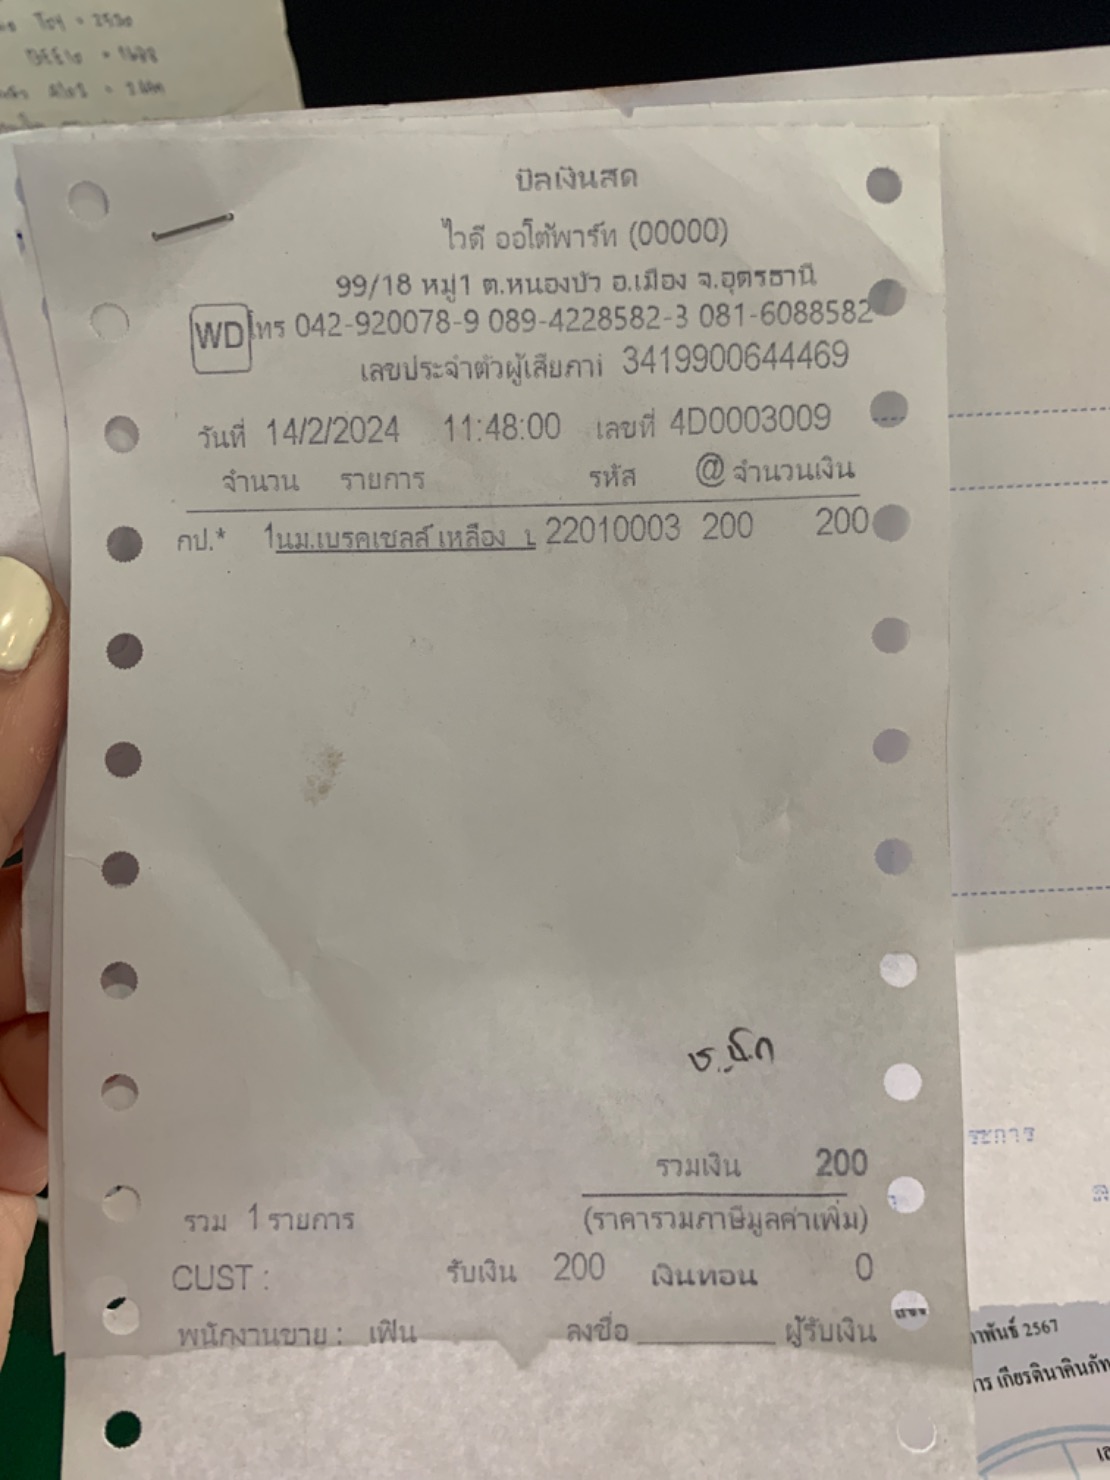 บิลเงินสด
ไวดี ออโต้พาร์ท (00000)
99/18 หมู่1 ต.หนองบัว อ.เมือง จ.อุดรธานี
WD โทร 042-920078-9 089-4228582-3 081-6088582
เลขประจำตัวผู้เสียภาษี 3419900644469
วันที่ 14/2/2024 11:48:00 เลขที่ 4D0003009
จำนวน รายการ รหัส @ จำนวนเงิน
กป.* 1 นม.เบรคเชลล์ เหลือง 22010003 200 200
รวมเงิน 200
รวม 1 รายการ (ราคารวมภาษีมูลค่าเพิ่ม)
CUST : รับเงิน 200 เงินทอน 0
พนักงานขาย : เฟิน ลงชื่อ ผู้รับเงิน